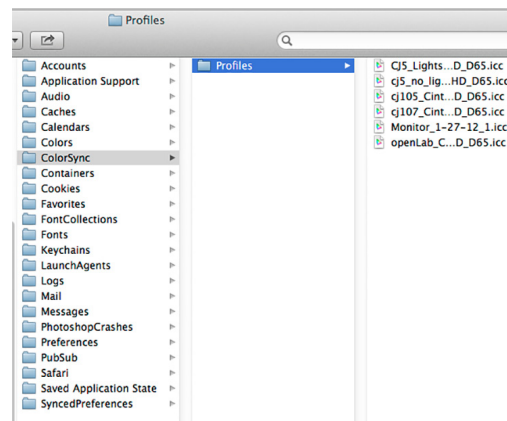 Profiles
Accounts
Application Support
Audio
Caches
Calendars
Colors
ColorSync
Containers
Cookies
Favorites
FontCollections
Fonts
Keychains
LaunchAgents
Logs
Mail
Messages
PhotoshopCrashes
Preferences
PubSub
Safari
Saved Application State
SyncedPreferences
Profiles
CJ5_Lights...D_D65.icc
cj5_no_lig...HD_D65.icc
cj105_Cint...D_D65.icc
cj107_Cint...D_D65.icc
Monitor_1-27-12_1.icc
openLab_C...D_D65.icc